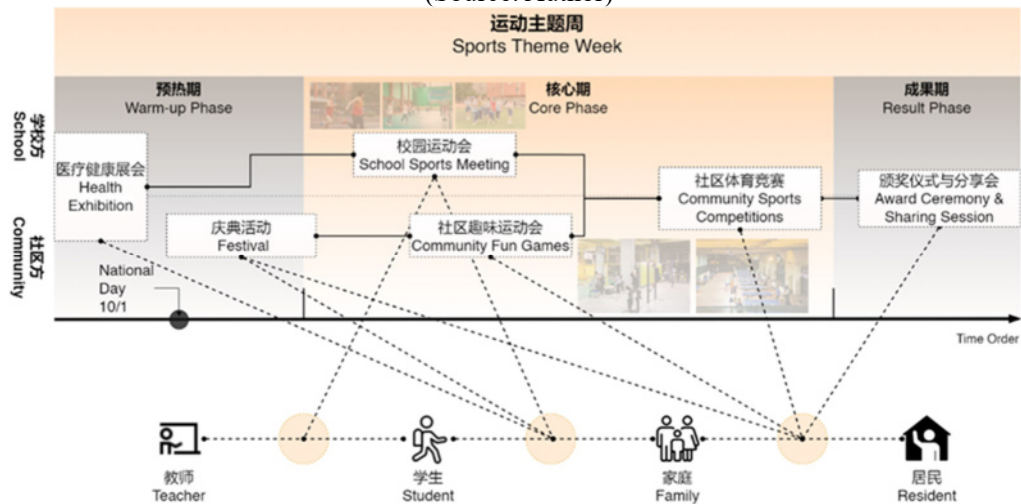 (Source: Author)
运动主题周
Sports Theme Week
预热期
Warm-up Phase
核心期
Core Phase
成果期
Result Phase
学校方
School
社区方
Community
医疗健康展会
Health
Exhibition
校园运动会
School Sports Meeting
社区体育竞赛
Community Sports
Competitions
颁奖仪式与分享会
Award Ceremony &
Sharing Session
庆典活动
Festival
社区趣味运动会
Community Fun Games
National
Day
10/1
Time Order
教师
Teacher
学生
Student
家庭
Family
居民
Resident